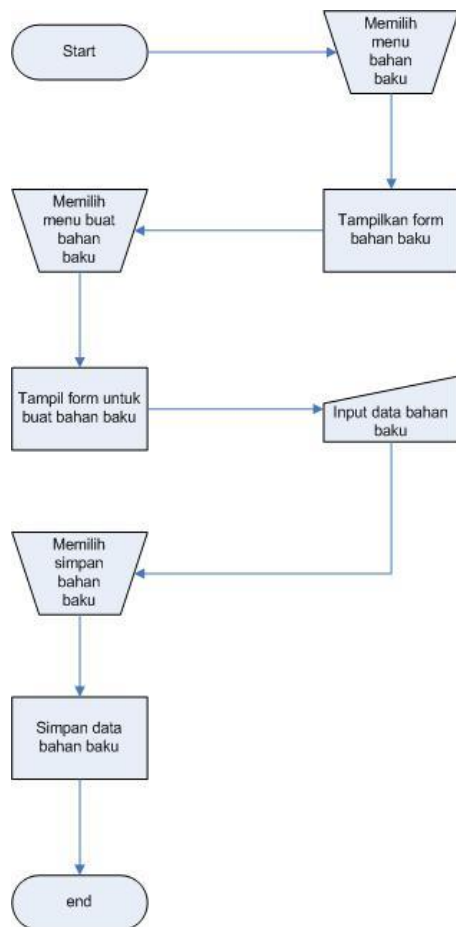 Start
Memilih
menu
bahan
baku
Tampilkan form
bahan baku
Memilih
menu buat
bahan
baku
Tampil form untuk
buat bahan baku
Input data bahan
baku
Memilih
simpan
bahan
baku
Simpan data
bahan baku
end